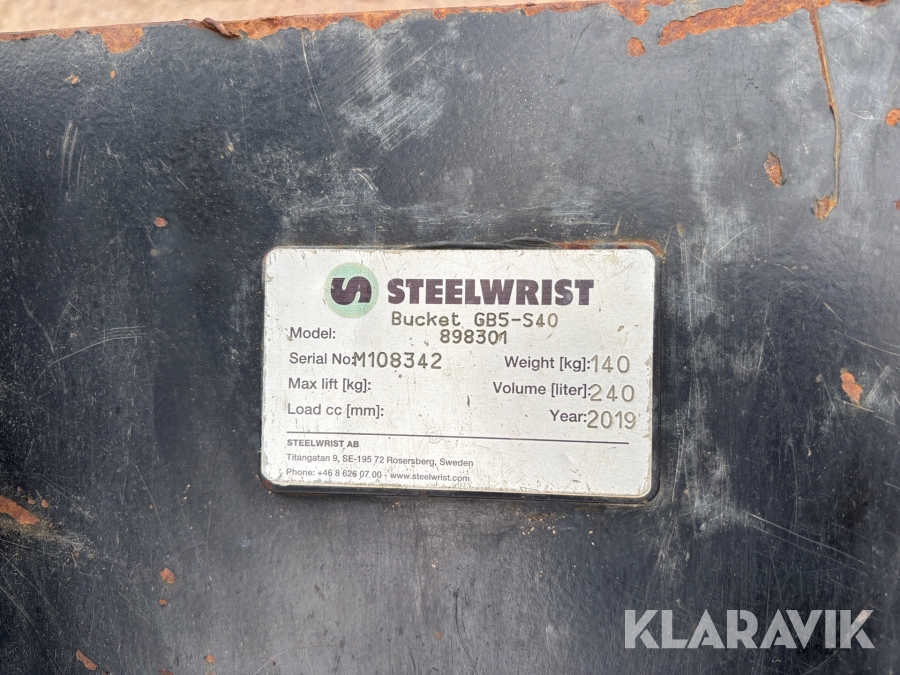 STEELWRIST
Bucket GB5-S40
Model: 898301
Serial No: M108342 Weight [kg]: 140
Max lift [kg]: Volume [liter]: 240
Load cc [mm]: Year: 2019
STEELWRIST AB
Titangatan 9, SE-195 72 Rosersberg, Sweden
Phone: +46 8 626 07 00 - www.steelwrist.com
KLARAVIK